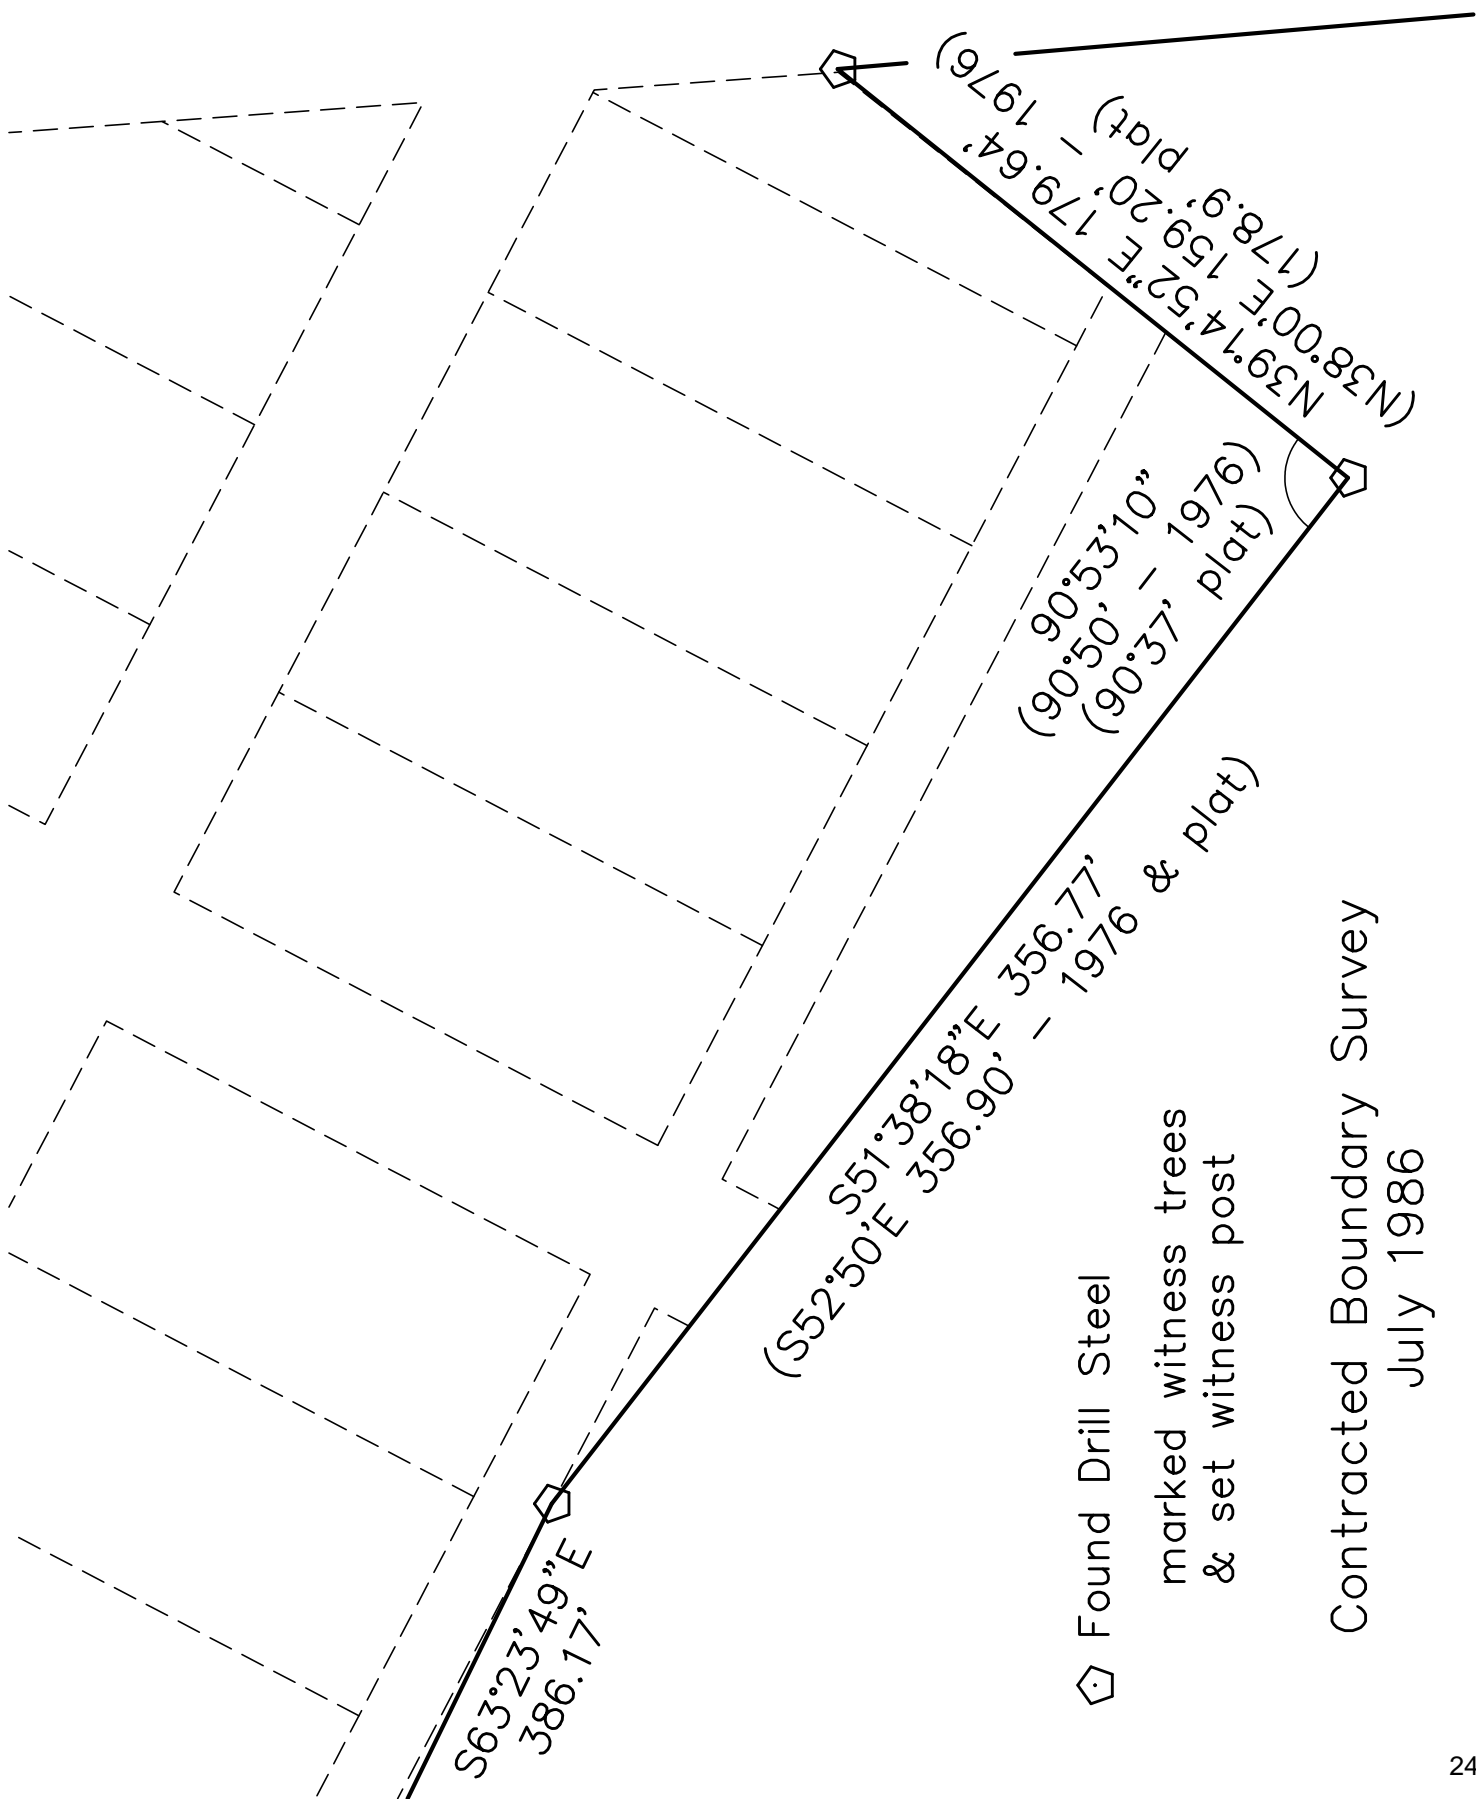 N39°14'52"E 179.64'
(N38°00'E 159.20' – 1976)
(178.9' plat)
90°53'10"
(90°50' – 1976)
(90°37' plat)
S51°38'18"E 356.77'
(S52°50'E 356.90' – 1976 & plat)
S63°23'49"E
386.17'
Found Drill Steel
marked witness trees
& set witness post
Contracted Boundary Survey
July 1986
24